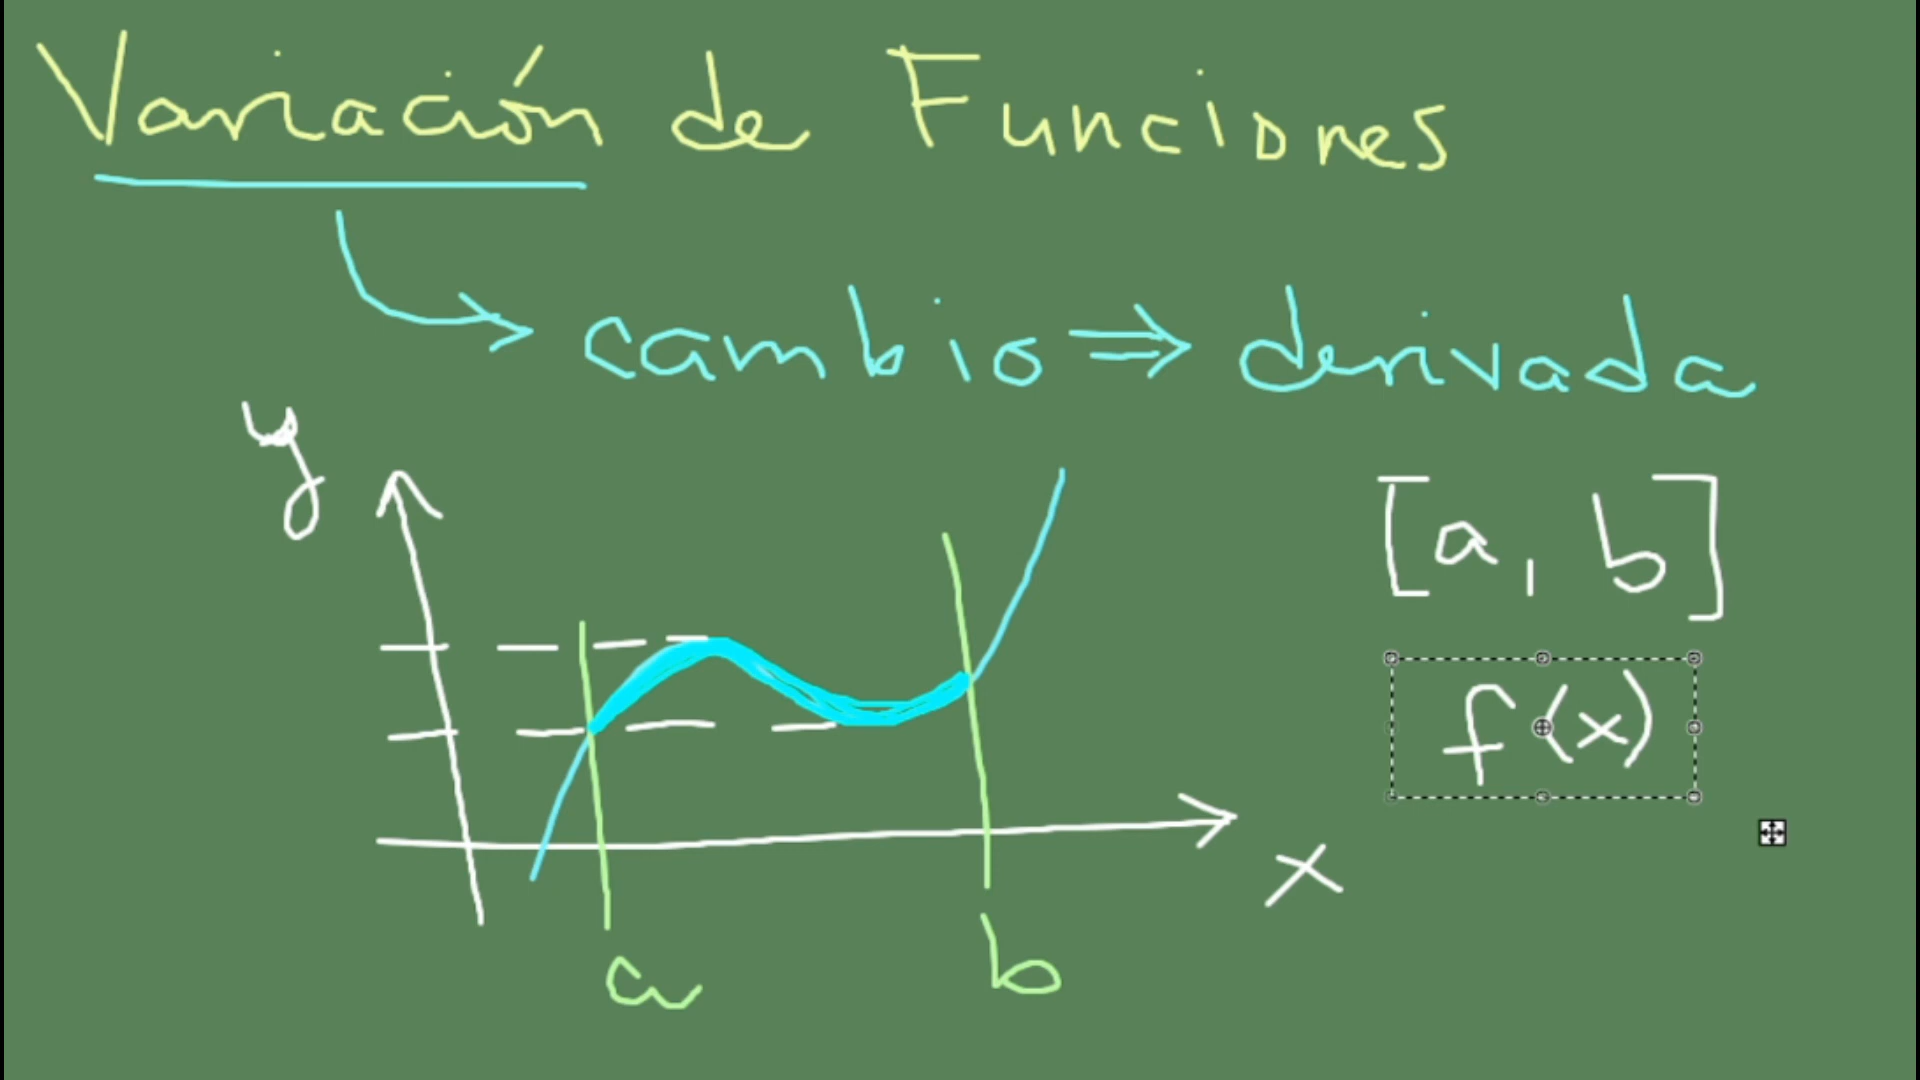 Variación de Funciones
cambio ⇒ derivada
y
[a, b]
f(x)
x
a
b